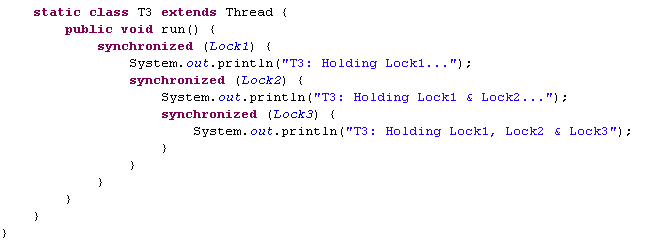 static class T3 extends Thread {
public void run() {
synchronized (Lock1) {
System.out.println("T3: Holding Lock1...");
synchronized (Lock2) {
System.out.println("T3: Holding Lock1 & Lock2...");
synchronized (Lock3) {
System.out.println("T3: Holding Lock1, Lock2 & Lock3");
}
}
}
}
}
}